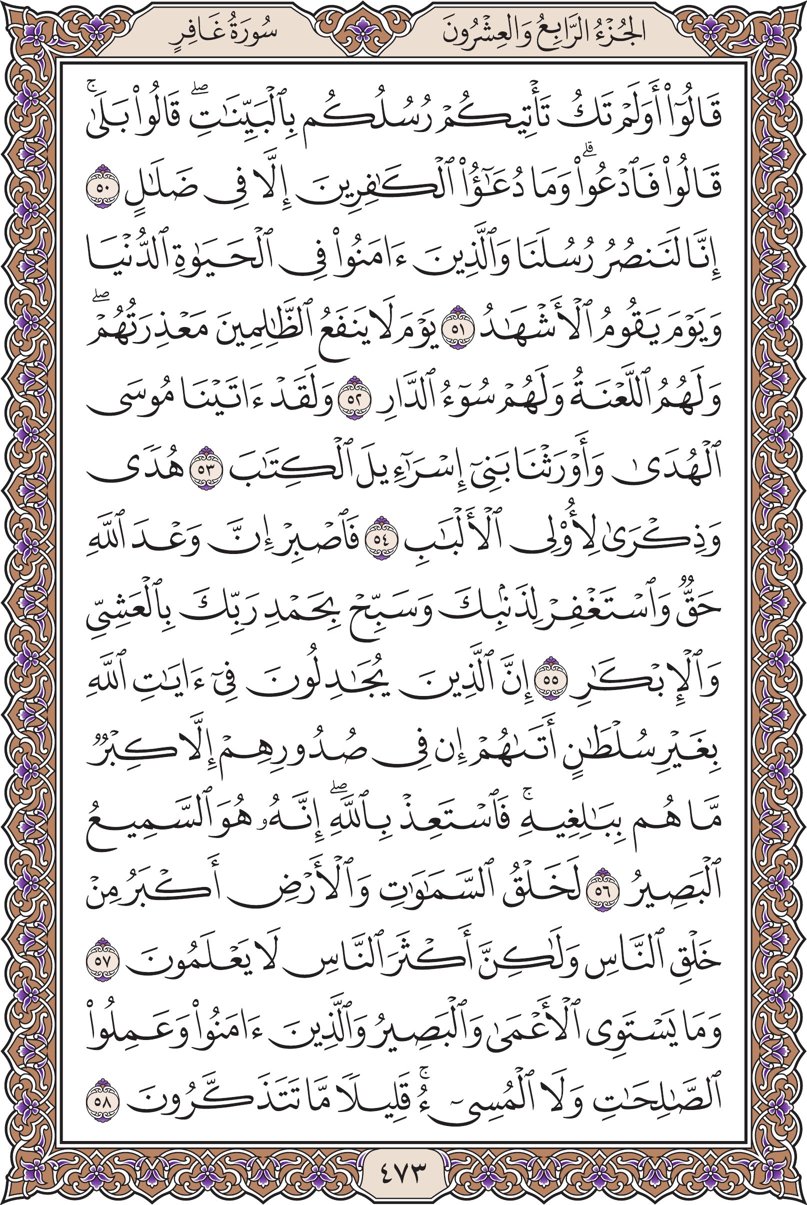 الجُزْءُ الرَّابِعُ وَالعِشْرُونَ
سُورَةُ غَافِرٍ
قَالُوٓاْ أَوَلَمْ تَكُ تَأْتِيكُمْ رُسُلُكُم بِٱلْبَيِّنَٰتِۖ قَالُواْ بَلَىٰۚ
قَالُواْ فَٱدْعُواْۗ وَمَا دُعَٰٓؤُاْ ٱلْكَٰفِرِينَ إِلَّا فِى ضَلَٰلٍ ٥٠
إِنَّا لَنَنصُرُ رُسُلَنَا وَٱلَّذِينَ ءَامَنُواْ فِى ٱلْحَيَوٰةِ ٱلدُّنْيَا
وَيَوْمَ يَقُومُ ٱلْأَشْهَٰدُ ٥١ يَوْمَ لَا يَنفَعُ ٱلظَّٰلِمِينَ مَعْذِرَتُهُمْۖ
وَلَهُمُ ٱللَّعْنَةُ وَلَهُمْ سُوٓءُ ٱلدَّارِ ٥٢ وَلَقَدْ ءَاتَيْنَا مُوسَى
ٱلْهُدَىٰ وَأَوْرَثْنَا بَنِىٓ إِسْرَٰٓءِيلَ ٱلْكِتَٰبَ ٥٣ هُدًى
وَذِكْرَىٰ لِأُوْلِى ٱلْأَلْبَٰبِ ٥٤ فَٱصْبِرْ إِنَّ وَعْدَ ٱللَّهِ
حَقٌّ وَٱسْتَغْفِرْ لِذَنۢبِكَ وَسَبِّحْ بِحَمْدِ رَبِّكَ بِٱلْعَشِىِّ
وَٱلْإِبْكَٰرِ ٥٥ إِنَّ ٱلَّذِينَ يُجَٰدِلُونَ فِىٓ ءَايَٰتِ ٱللَّهِ
بِغَيْرِ سُلْطَٰنٍ أَتَىٰهُمْ إِن فِى صُدُورِهِمْ إِلَّا كِبْرٌ
مَّا هُم بِبَٰلِغِيهِۚ فَٱسْتَعِذْ بِٱللَّهِۖ إِنَّهُۥ هُوَ ٱلسَّمِيعُ
ٱلْبَصِيرُ ٥٦ لَخَلْقُ ٱلسَّمَٰوَٰتِ وَٱلْأَرْضِ أَكْبَرُ مِنْ
خَلْقِ ٱلنَّاسِ وَلَٰكِنَّ أَكْثَرَ ٱلنَّاسِ لَا يَعْلَمُونَ ٥٧
وَمَا يَسْتَوِى ٱلْأَعْمَىٰ وَٱلْبَصِيرُ وَٱلَّذِينَ ءَامَنُواْ وَعَمِلُواْ
ٱلصَّٰلِحَٰتِ وَلَا ٱلْمُسِىٓءُۚ قَلِيلًا مَّا تَتَذَكَّرُونَ ٥٨
٤٧٣